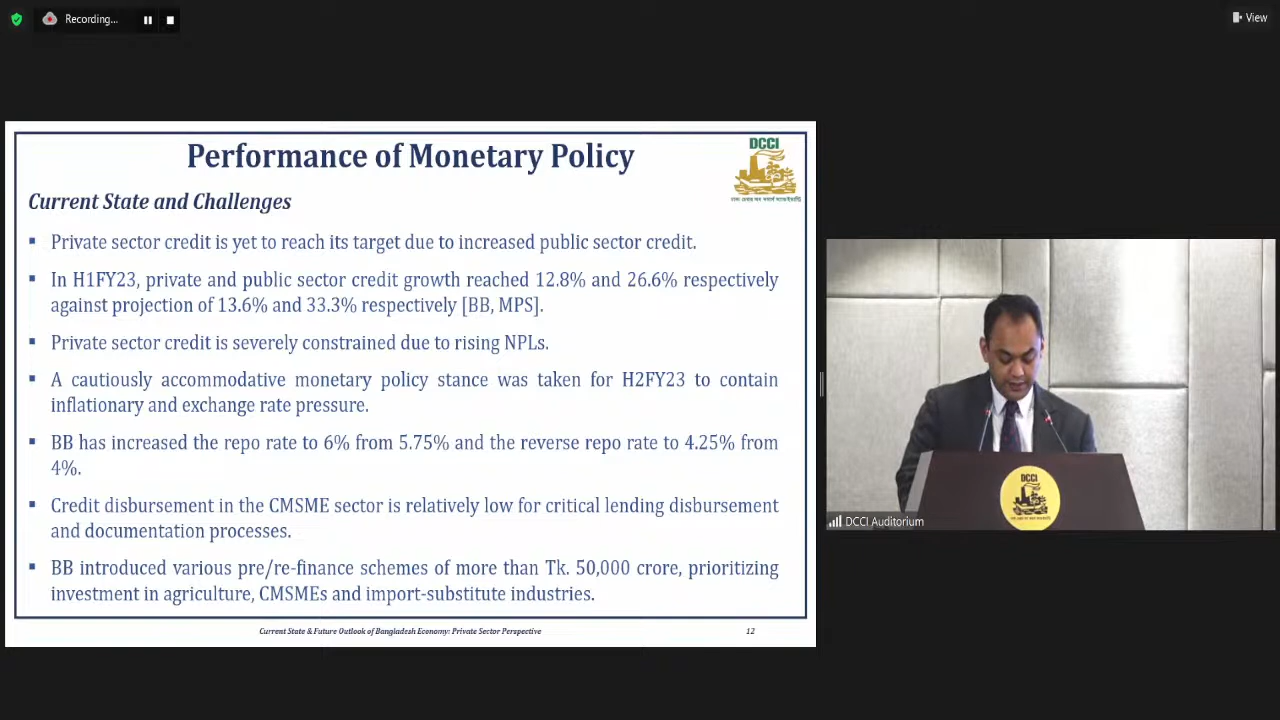 Recording...
View
Performance of Monetary Policy
DCCI
Current State and Challenges
▪ Private sector credit is yet to reach its target due to increased public sector credit.
▪ In H1FY23, private and public sector credit growth reached 12.8% and 26.6% respectively
against projection of 13.6% and 33.3% respectively [BB, MPS].
▪ Private sector credit is severely constrained due to rising NPLs.
▪ A cautiously accommodative monetary policy stance was taken for H2FY23 to contain
inflationary and exchange rate pressure.
▪ BB has increased the repo rate to 6% from 5.75% and the reverse repo rate to 4.25% from
4%.
▪ Credit disbursement in the CMSME sector is relatively low for critical lending disbursement
and documentation processes.
▪ BB introduced various pre/re-finance schemes of more than Tk. 50,000 crore, prioritizing
investment in agriculture, CMSMEs and import-substitute industries.
Current State & Future Outlook of Bangladesh Economy: Private Sector Perspective
12
DCCI
DCCI Auditorium